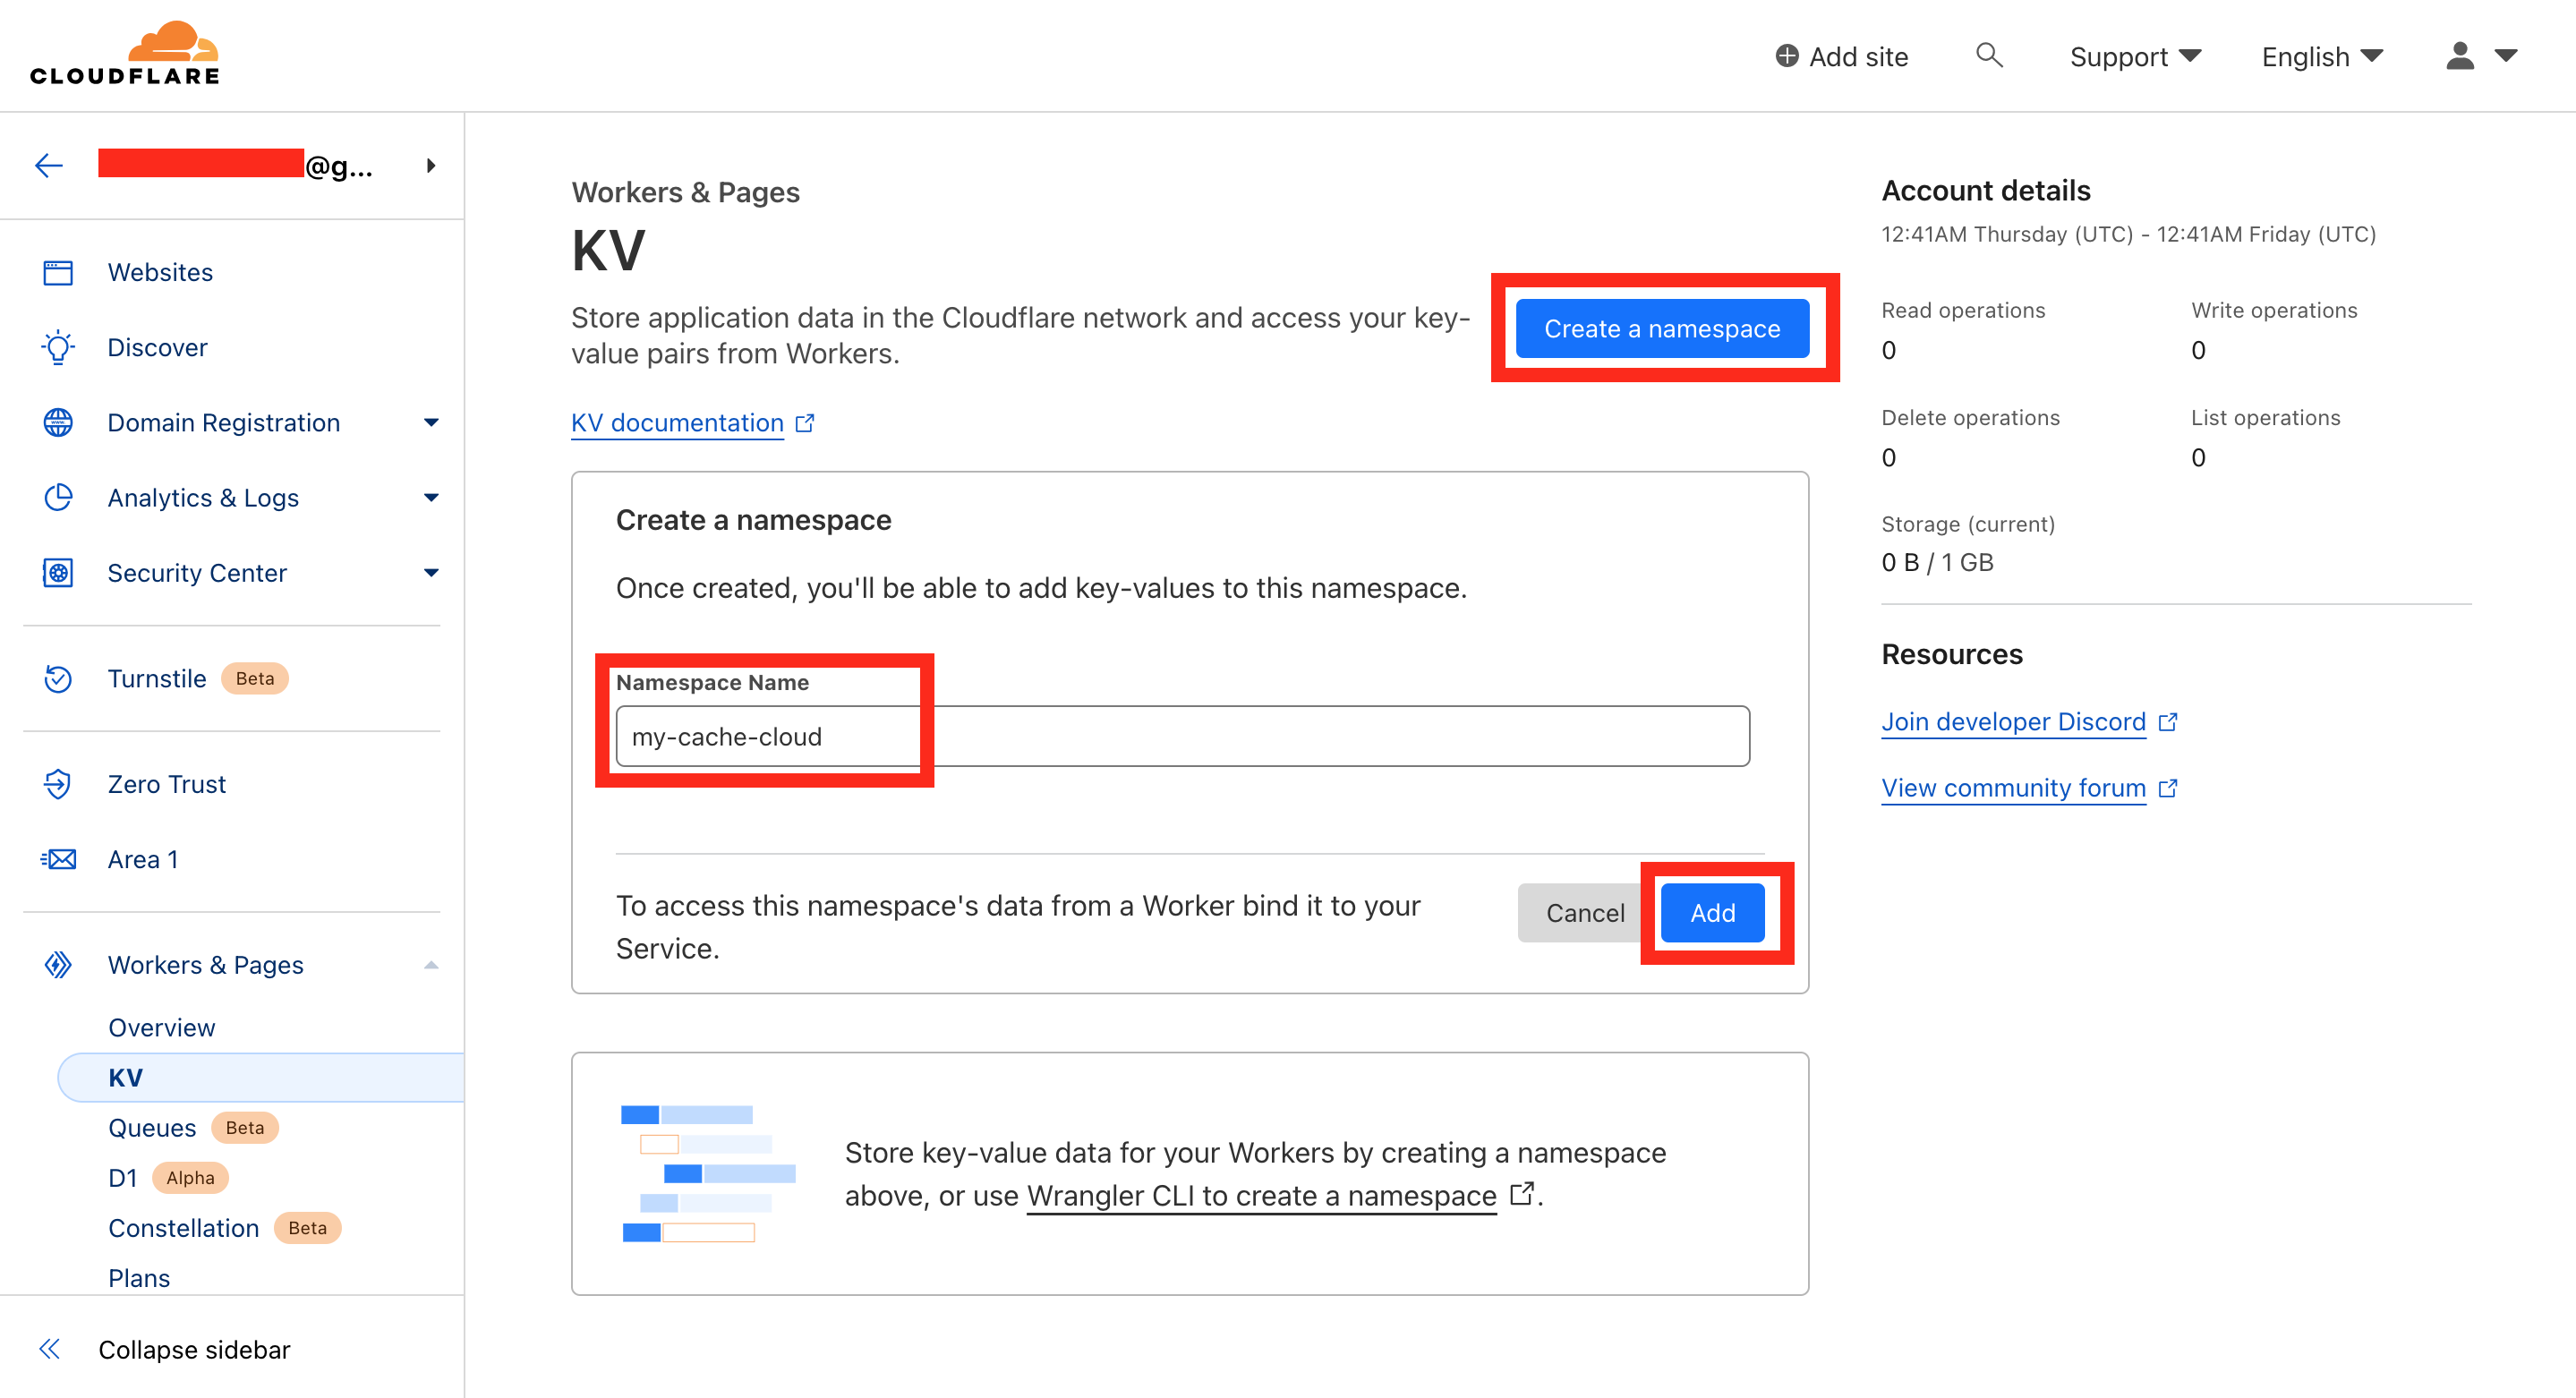 CLOUDFLARE
Add site
Support
English
@g...
Websites
Discover
Domain Registration
Analytics & Logs
Security Center
Turnstile Beta
Zero Trust
Area 1
Workers & Pages
Overview
KV
Queues Beta
D1 Alpha
Constellation Beta
Plans
Collapse sidebar
Workers & Pages
KV
Store application data in the Cloudflare network and access your key-
value pairs from Workers.
Create a namespace
KV documentation
Create a namespace
Once created, you'll be able to add key-values to this namespace.
Namespace Name
my-cache-cloud
To access this namespace's data from a Worker bind it to your
Service.
Cancel
Add
Store key-value data for your Workers by creating a namespace
above, or use Wrangler CLI to create a namespace.
Account details
12:41AM Thursday (UTC) - 12:41AM Friday (UTC)
Read operations
0
Write operations
0
Delete operations
0
List operations
0
Storage (current)
0 B / 1 GB
Resources
Join developer Discord
View community forum